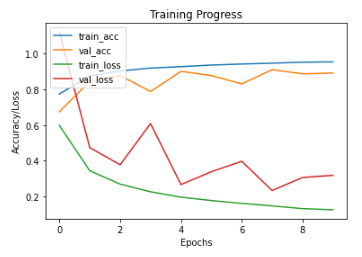 Training Progress
train_acc
val_acc
train_loss
val_loss
Accuracy/Loss
1.0
0.8
0.6
0.4
0.2
0
2
4
6
8
Epochs